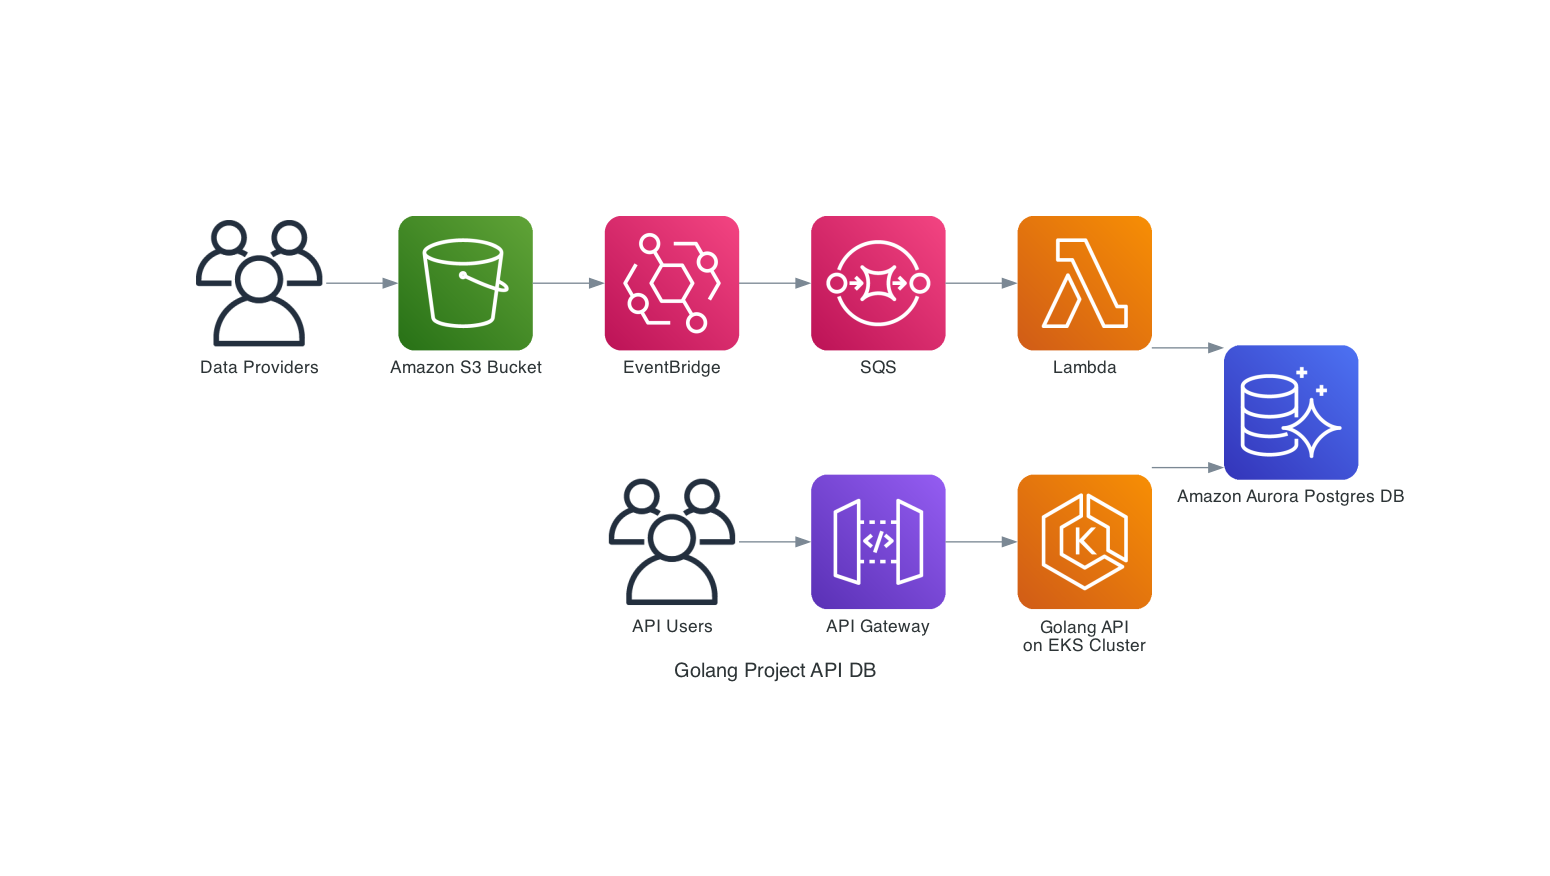 Data Providers
Amazon S3 Bucket
EventBridge
SQS
Lambda
Amazon Aurora Postgres DB
API Users
API Gateway
Golang API
on EKS Cluster
Golang Project API DB